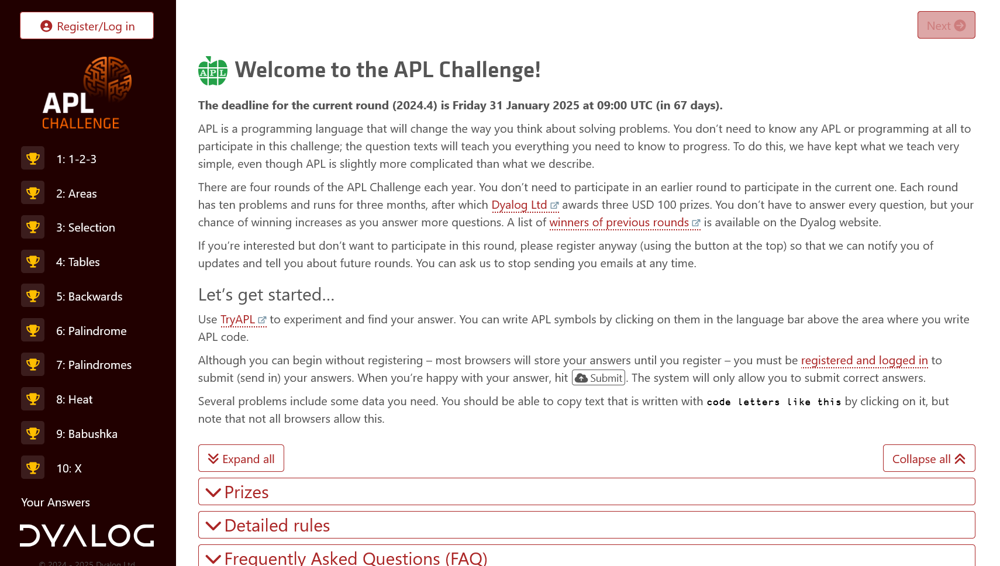 Register/Log in
APL
CHALLENGE
1: 1-2-3
2: Areas
3: Selection
4: Tables
5: Backwards
6: Palindrome
7: Palindromes
8: Heat
9: Babushka
10: X
Your Answers
DYALOG
© 2024 - 2025 Dyalog Ltd
Next
APL
Welcome to the APL Challenge!
The deadline for the current round (2024.4) is Friday 31 January 2025 at 09:00 UTC (in 67 days).
APL is a programming language that will change the way you think about solving problems. You don’t need to know any APL or programming at all to
participate in this challenge; the question texts will teach you everything you need to know to progress. To do this, we have kept what we teach very
simple, even though APL is slightly more complicated than what we describe.
There are four rounds of the APL Challenge each year. You don’t need to participate in an earlier round to participate in the current one. Each round
has ten problems and runs for three months, after which Dyalog Ltd awards three USD 100 prizes. You don’t have to answer every question, but your
chance of winning increases as you answer more questions. A list of winners of previous rounds is available on the Dyalog website.
If you’re interested but don’t want to participate in this round, please register anyway (using the button at the top) so that we can notify you of
updates and tell you about future rounds. You can ask us to stop sending you emails at any time.
Let’s get started…
Use TryAPL to experiment and find your answer. You can write APL symbols by clicking on them in the language bar above the area where you write
APL code.
Although you can begin without registering – most browsers will store your answers until you register – you must be registered and logged in to
submit (send in) your answers. When you’re happy with your answer, hit Submit. The system will only allow you to submit correct answers.
Several problems include some data you need. You should be able to copy text that is written with code letters like this by clicking on it, but
note that not all browsers allow this.
Expand all
Collapse all
Prizes
Detailed rules
Frequently Asked Questions (FAQ)